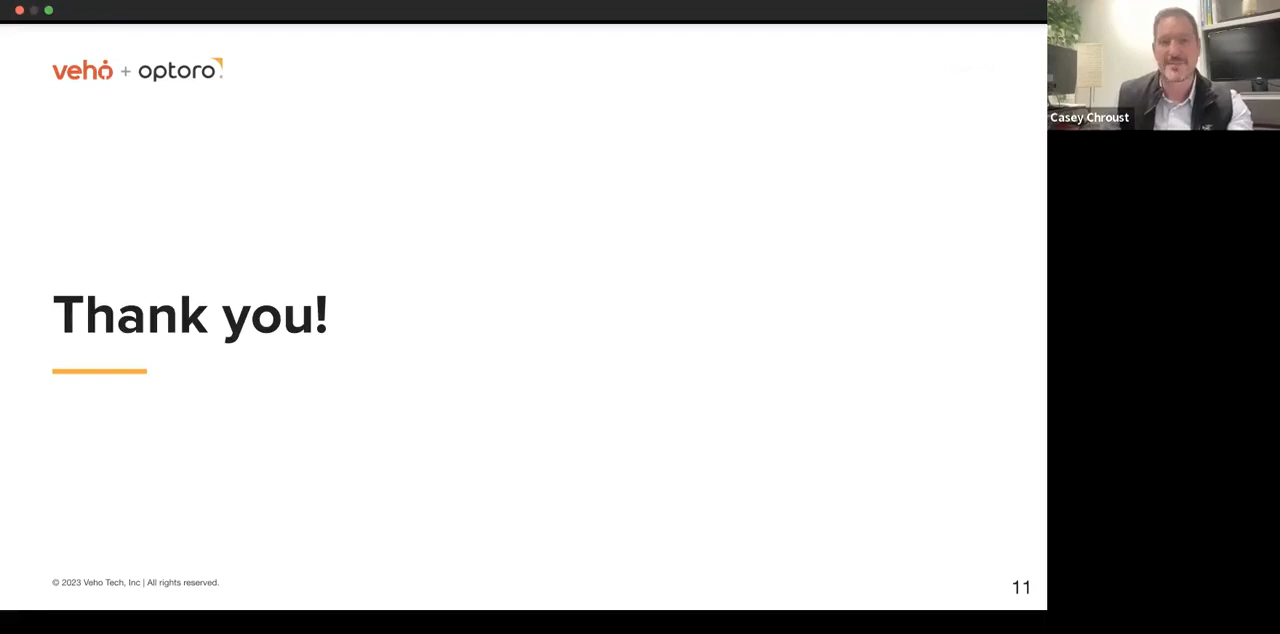 veho + optoro
Casey Chroust
Thank you!
© 2023 Veho Tech, Inc | All rights reserved.
11